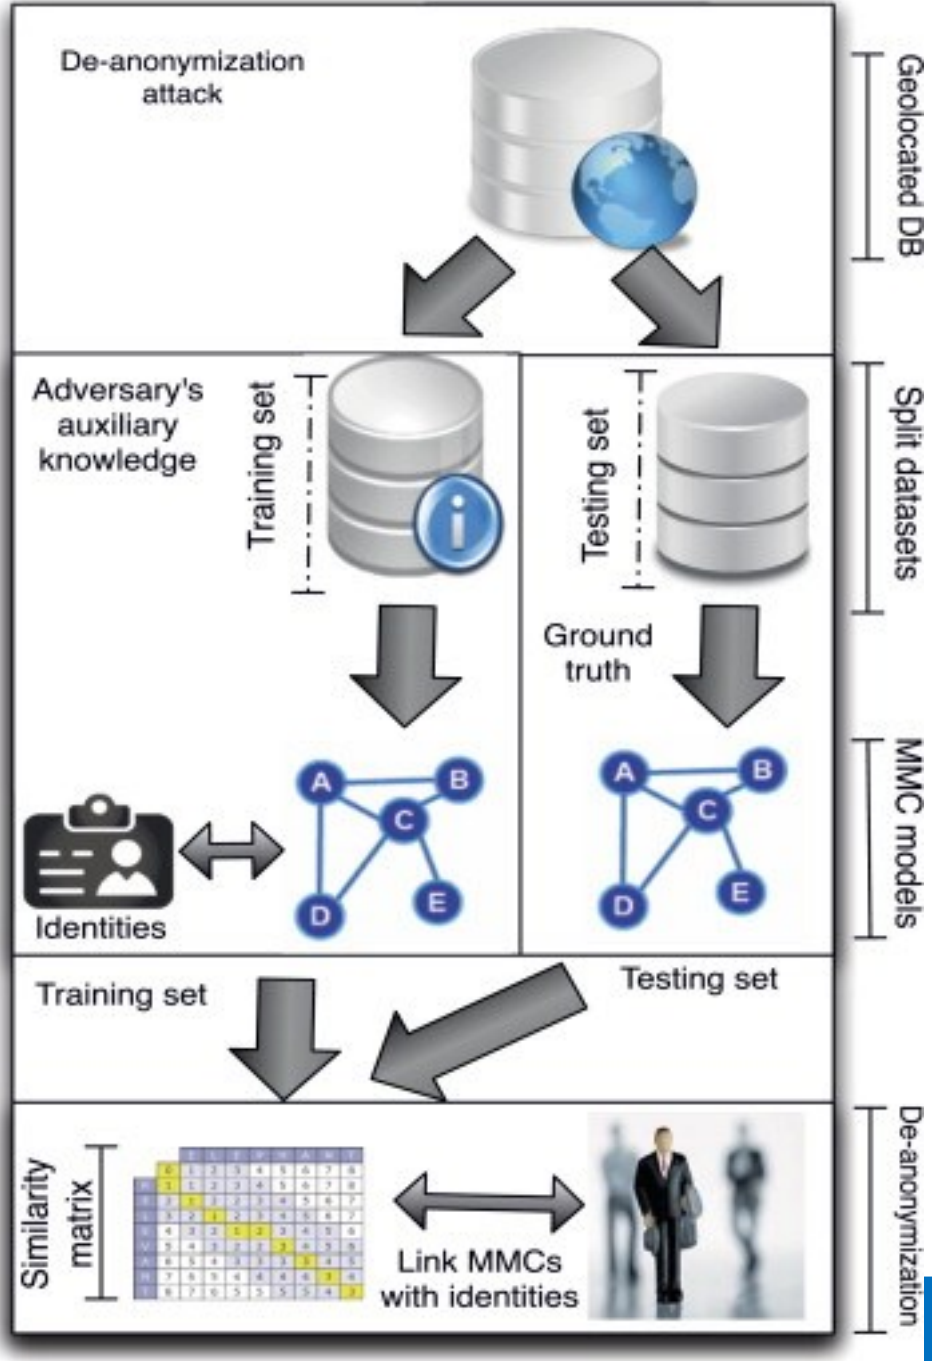 De-anonymization
attack
Geolocated DB
Adversary's
auxiliary
knowledge
Training set
Testing set
Split datasets
Ground
truth
A
B
C
D
E
A
B
C
D
E
MMC models
Identities
Training set
Testing set
Similarity
matrix
Link MMCs
with identities
De-anonymization